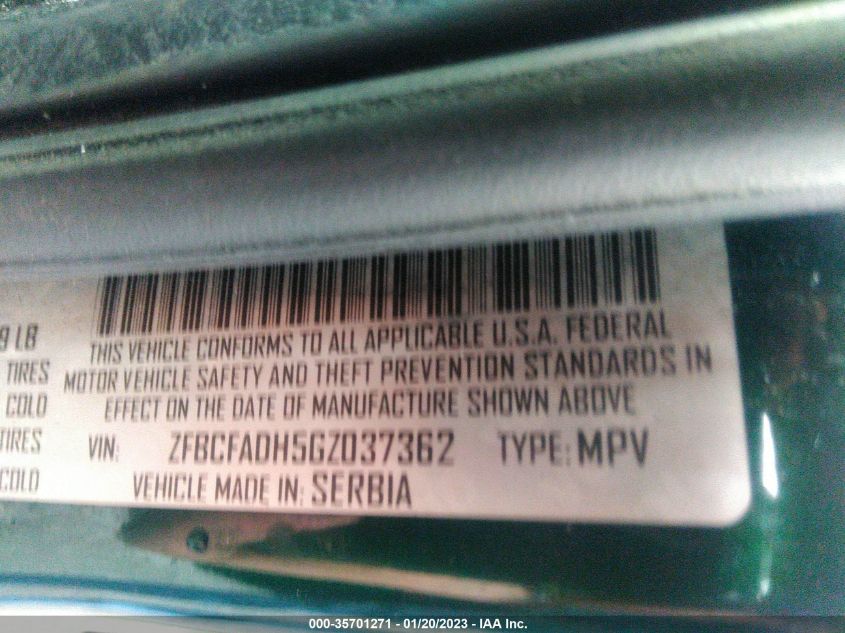 9 LB
THIS VEHICLE CONFORMS TO ALL APPLICABLE U.S.A. FEDERAL
TIRES MOTOR VEHICLE SAFETY AND THEFT PREVENTION STANDARDS IN
COLD EFFECT ON THE DATE OF MANUFACTURE SHOWN ABOVE
TIRES VIN: ZFBCFADH5GZ037362 TYPE: MPV
COLD VEHICLE MADE IN: SERBIA
000-35701271 - 01/20/2023 - IAA Inc.